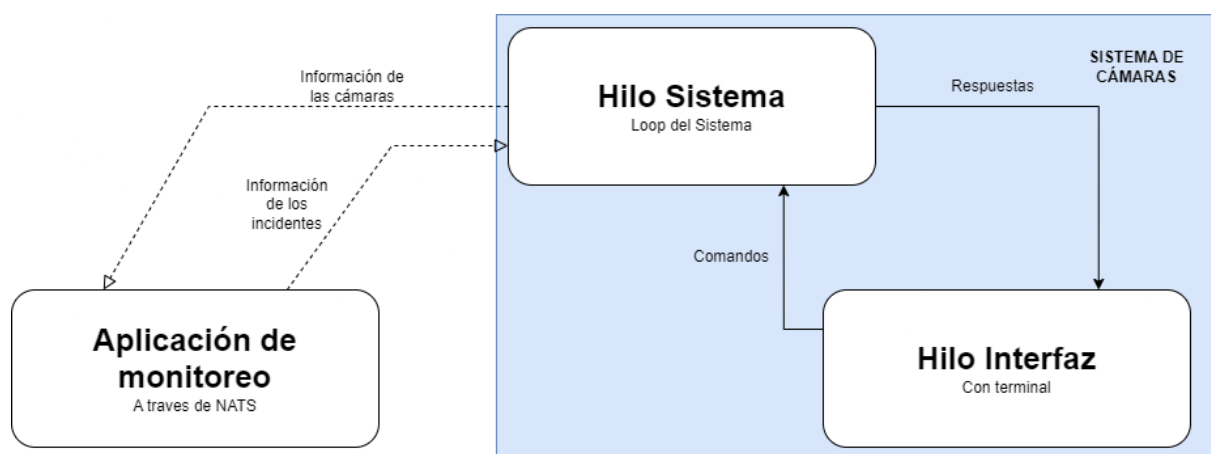 SISTEMA DE
CÁMARAS
Información de
las cámaras
Hilo Sistema
Loop del Sistema
Respuestas
Información
de los
incidentes
Comandos
Aplicación de
monitoreo
A traves de NATS
Hilo Interfaz
Con terminal